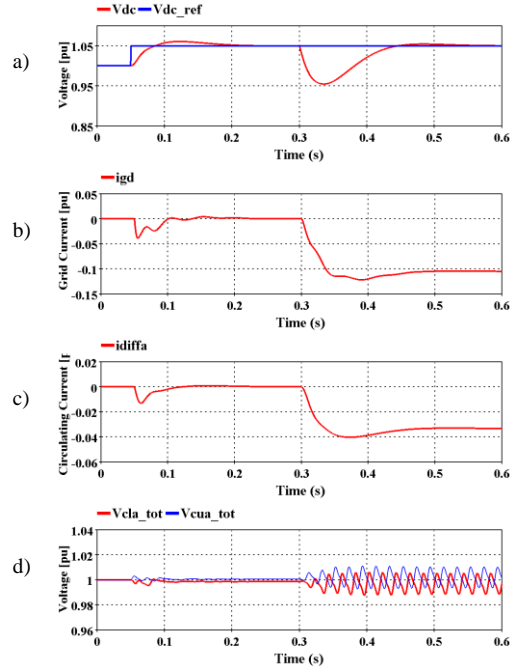 Vdc Vdc_ref
a)
Voltage [pu]
1.05
0.95
0.85
0 0.1 0.2 0.3 0.4 0.5 0.6
Time (s)
igd
b)
Grid Current [pu]
0.05
0
-0.05
-0.1
-0.15
0 0.1 0.2 0.3 0.4 0.5 0.6
Time (s)
idiffa
c)
Circulating Current [p
0.02
0
-0.02
-0.04
-0.06
0 0.1 0.2 0.3 0.4 0.5 0.6
Time (s)
Vcla_tot Vcua_tot
d)
Voltage [pu]
1.04
1.02
1
0.98
0.96
0 0.1 0.2 0.3 0.4 0.5 0.6
Time (s)